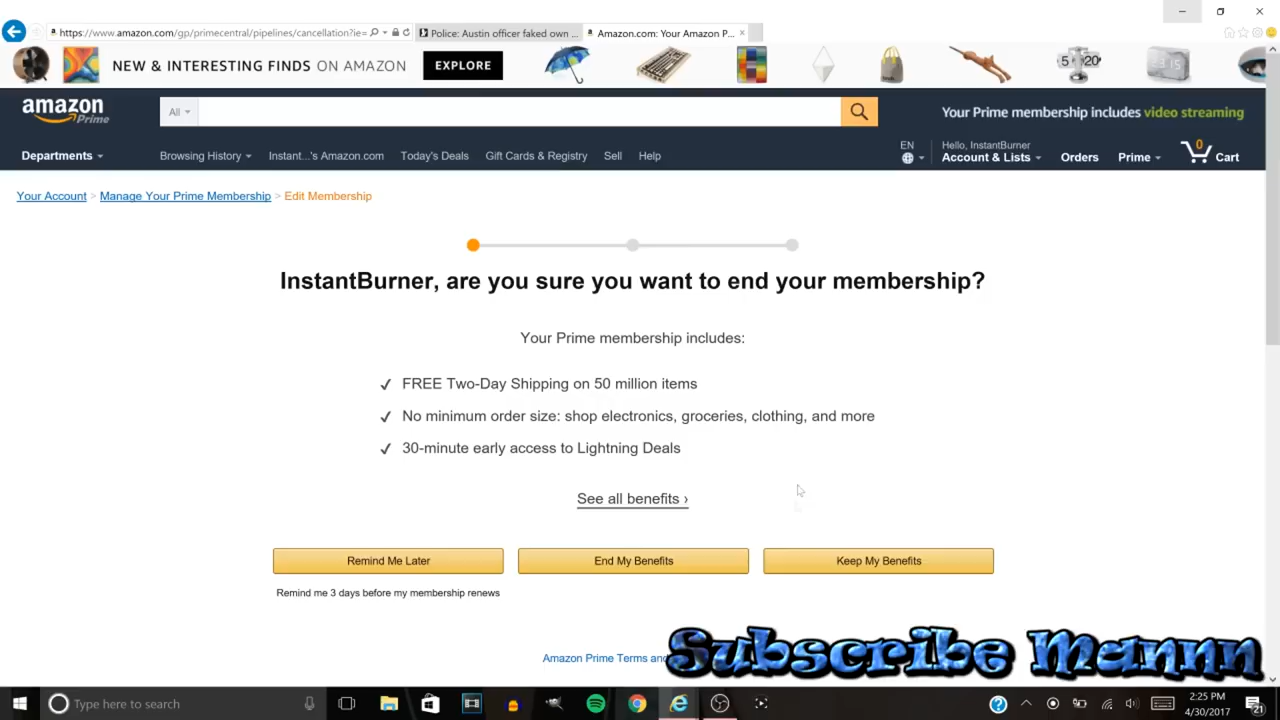 https://www.amazon.com/gp/primecentral/pipelines/cancellation?ie=
Police: Austin officer faked own ...
Amazon.com: Your Amazon P...
NEW & INTERESTING FINDS ON AMAZON
EXPLORE
5 20
3:15
amazon
Prime
All
Your Prime membership includes video streaming
Departments
Browsing History
Instant...'s Amazon.com
Today's Deals
Gift Cards & Registry
Sell
Help
EN
Hello, InstantBurner
Account & Lists
Orders
Prime
0
Cart
Your Account > Manage Your Prime Membership > Edit Membership
InstantBurner, are you sure you want to end your membership?
Your Prime membership includes:
FREE Two-Day Shipping on 50 million items
No minimum order size: shop electronics, groceries, clothing, and more
30-minute early access to Lightning Deals
See all benefits ›
Remind Me Later
End My Benefits
Keep My Benefits
Remind me 3 days before my membership renews
Amazon Prime Terms and
Subscribe Mannn
Type here to search
2:25 PM
4/30/2017
21